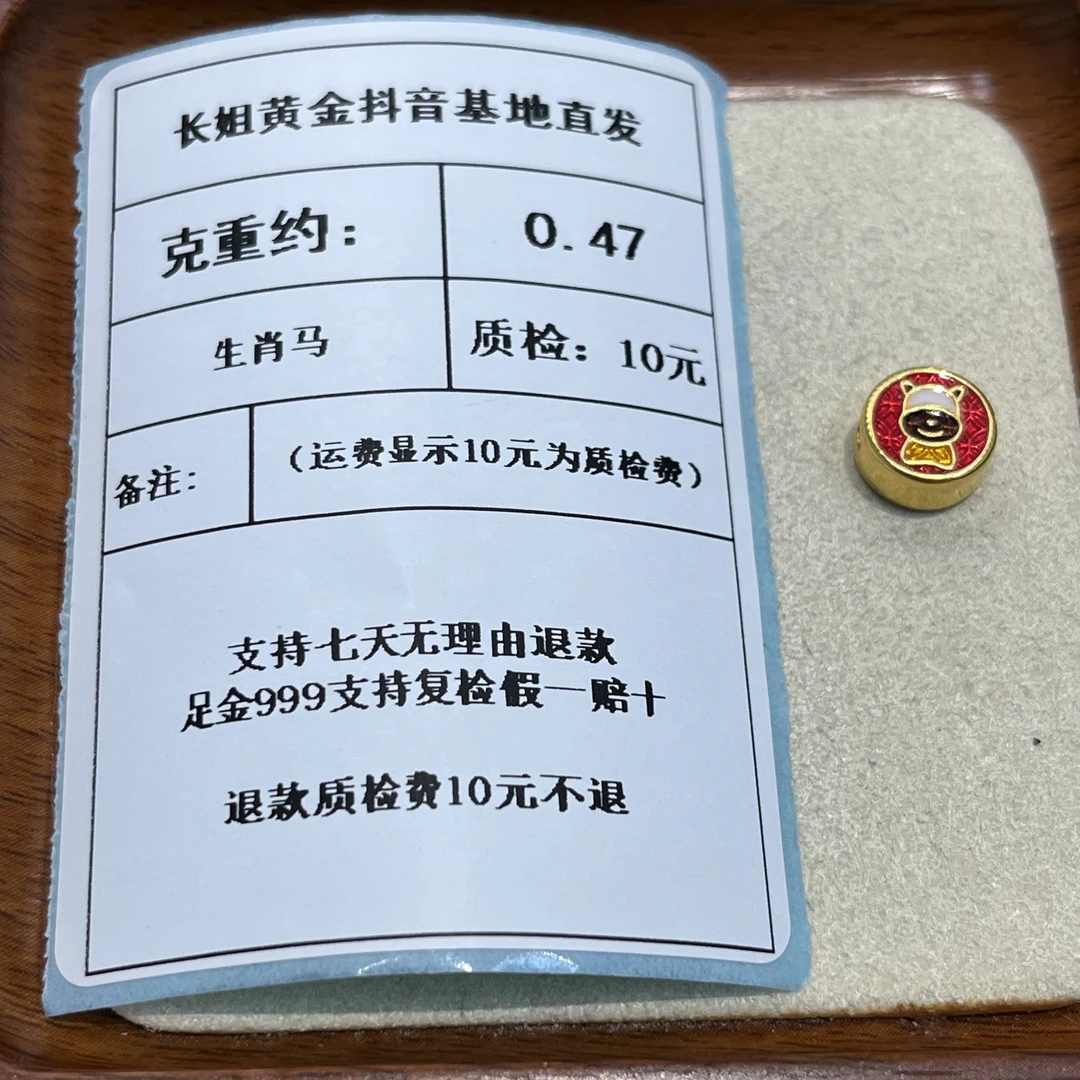 长姐黄金抖音基地直发
克重约： 0.47
生肖马 质检：10元
备注： （运费显示10元为质检费）
支持七天无理由退款
足金999支持复检假一赔十
退款质检费10元不退